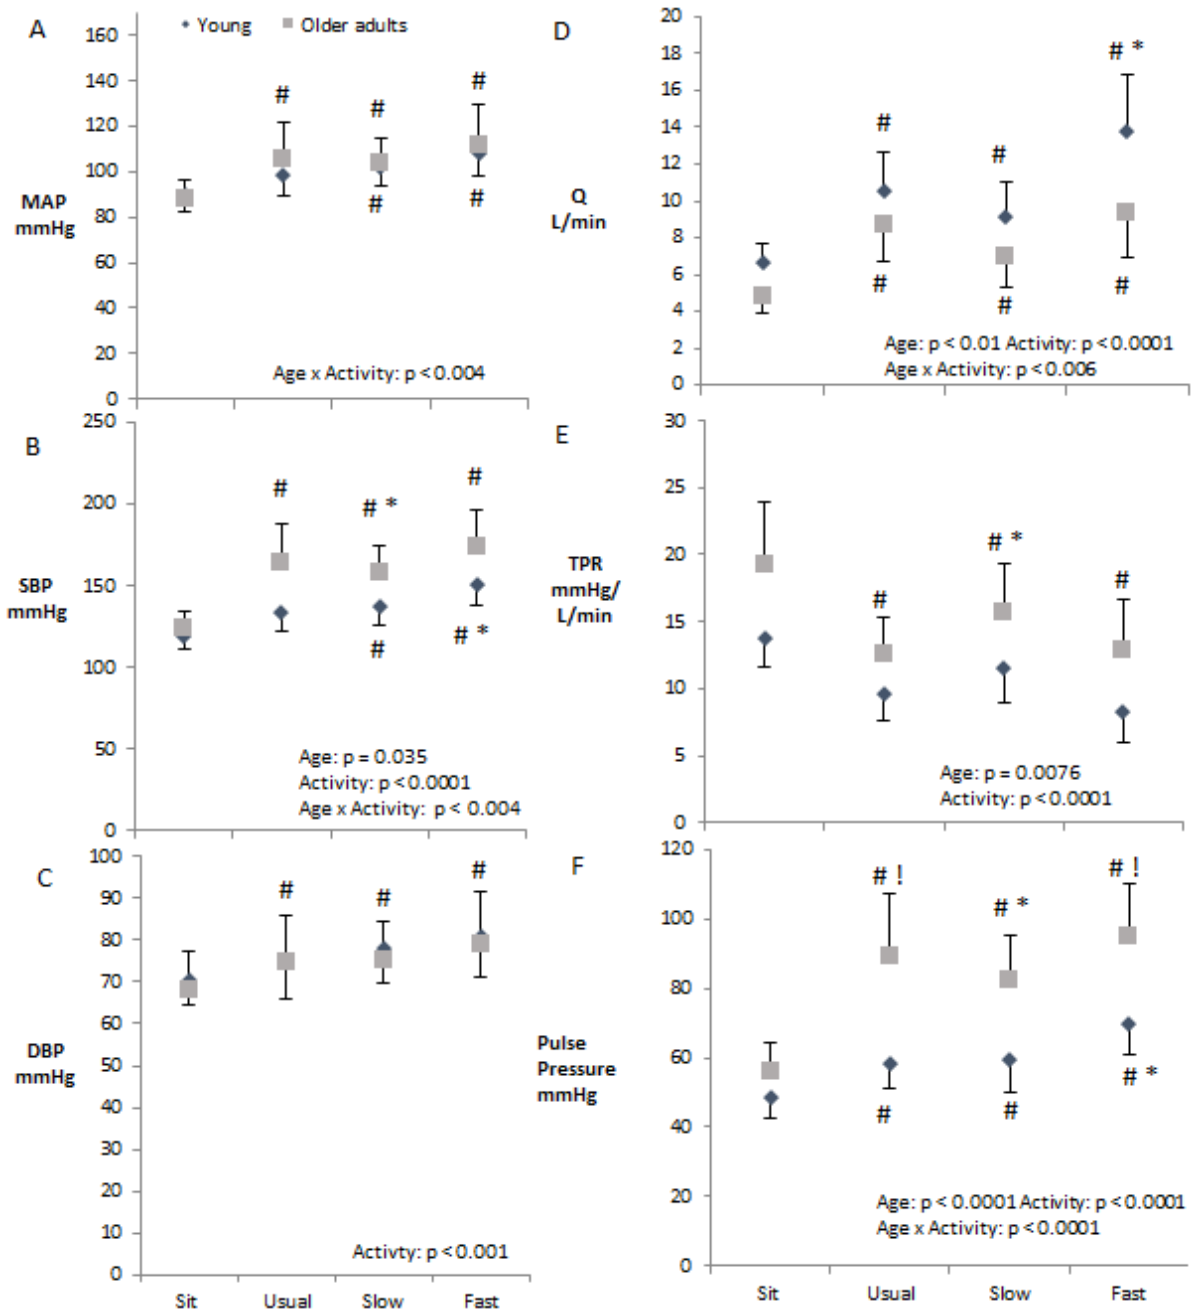 A
Young
Older adults
160
140
120
100
80
60
40
20
0
MAP
mmHg
#
#
#
#
#
Age x Activity: p < 0.004
D
20
18
16
14
12
10
8
6
4
2
0
Q
L/min
#
#
# *
#
#
#
Age: p < 0.01 Activity: p < 0.0001
Age x Activity: p < 0.006
B
250
200
150
100
50
0
SBP
mmHg
#
# *
#
#
# *
Age: p = 0.035
Activity: p < 0.0001
Age x Activity: p < 0.004
E
30
25
20
15
10
5
0
TPR
mmHg/
L/min
#
# *
#
Age: p = 0.0076
Activity: p < 0.0001
C
100
90
80
70
60
50
40
30
20
10
0
DBP
mmHg
#
#
#
Activty: p < 0.001
Sit
Usual
Slow
Fast
F
120
100
80
60
40
20
0
Pulse
Pressure
mmHg
# !
# *
# !
#
#
# *
Age: p < 0.0001 Activity: p < 0.0001
Age x Activity: p < 0.0001
Sit
Usual
Slow
Fast